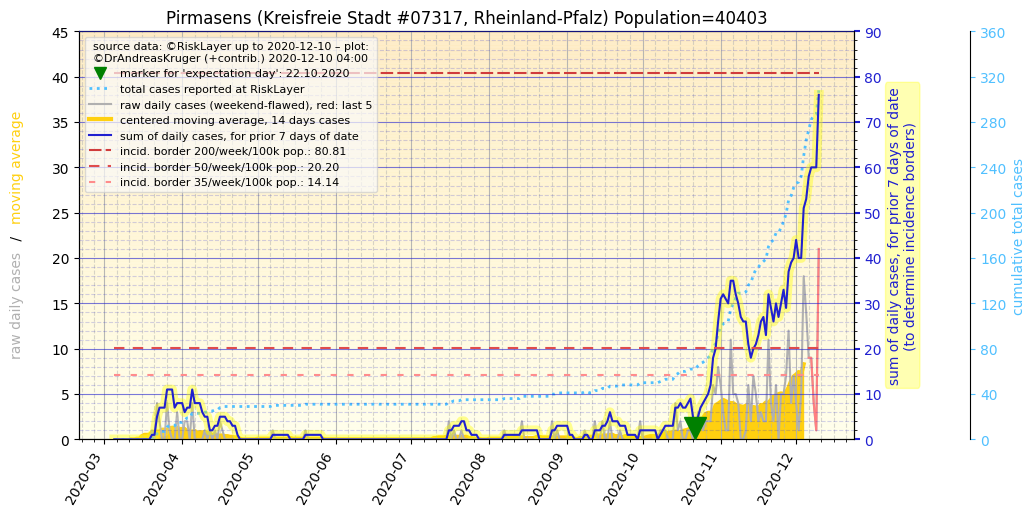 Pirmasens (Kreisfreie Stadt #07317, Rheinland-Pfalz) Population=40403
source data: ©RiskLayer up to 2020-12-10 – plot:
©DrAndreasKruger (+contrib.) 2020-12-10 04:00
marker for 'expectation day': 22.10.2020
total cases reported at RiskLayer
raw daily cases (weekend-flawed), red: last 5
centered moving average, 14 days cases
sum of daily cases, for prior 7 days of date
incid. border 200/week/100k pop.: 80.81
incid. border 50/week/100k pop.: 20.20
incid. border 35/week/100k pop.: 14.14
raw daily cases / moving average
45
40
35
30
25
20
15
10
5
0
2020-03
2020-04
2020-05
2020-06
2020-07
2020-08
2020-09
2020-10
2020-11
2020-12
90
80
70
60
50
40
30
20
10
0
sum of daily cases, for prior 7 days of date
(to determine incidence borders)
360
320
280
240
200
160
120
80
40
0
cumulative total cases